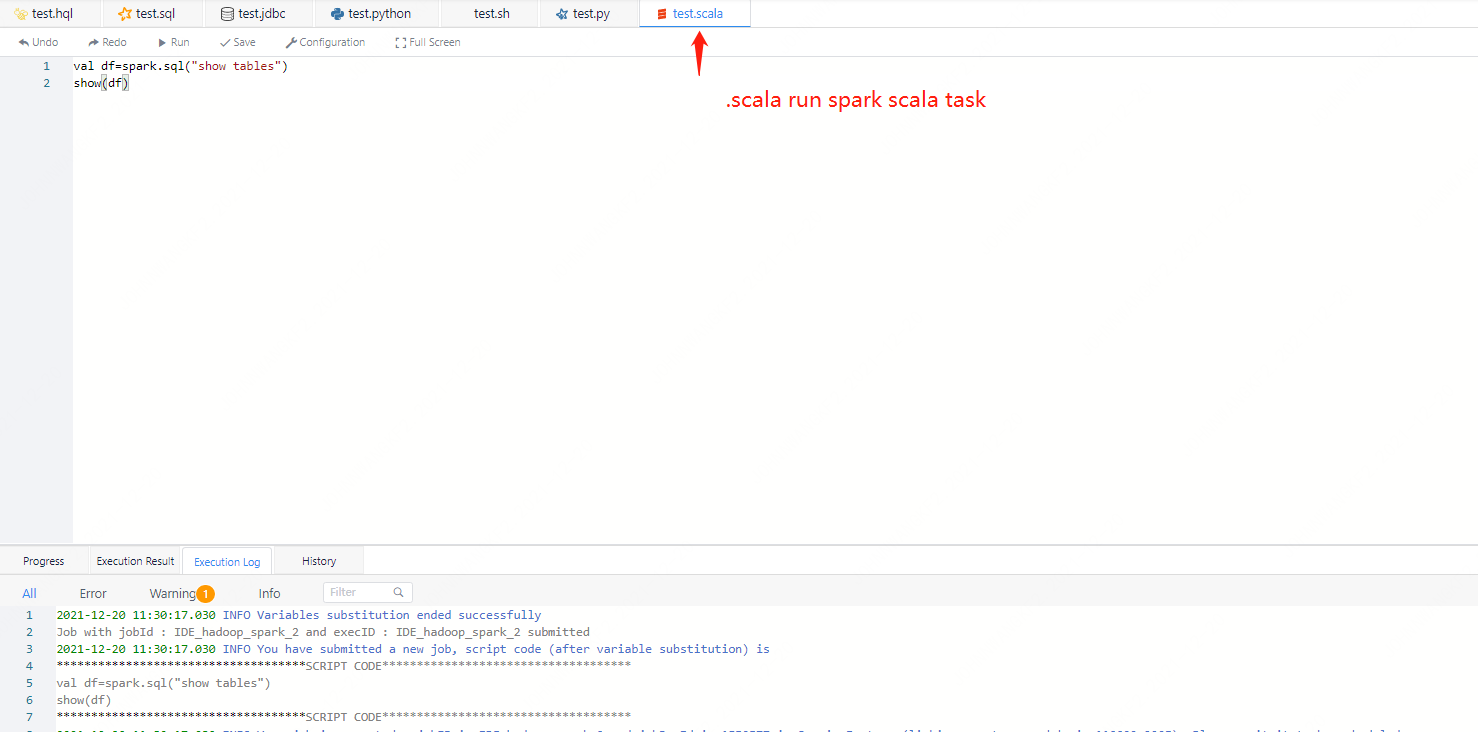 test.hql test.sql test.jdbc test.python test.sh test.py test.scala
Undo Redo Run Save Configuration Full Screen
1 val df=spark.sql("show tables")
2 show(df)
.scala run spark scala task
Progress Execution Result Execution Log History
All Error Warning 1 Info Filter
1 2021-12-20 11:30:17.030 INFO Variables substitution ended successfully
2 Job with jobId : IDE_hadoop_spark_2 and execID : IDE_hadoop_spark_2 submitted
3 2021-12-20 11:30:17.030 INFO You have submitted a new job, script code (after variable substitution) is
4 ************************************SCRIPT CODE************************************
5 val df=spark.sql("show tables")
6 show(df)
7 ************************************SCRIPT CODE************************************